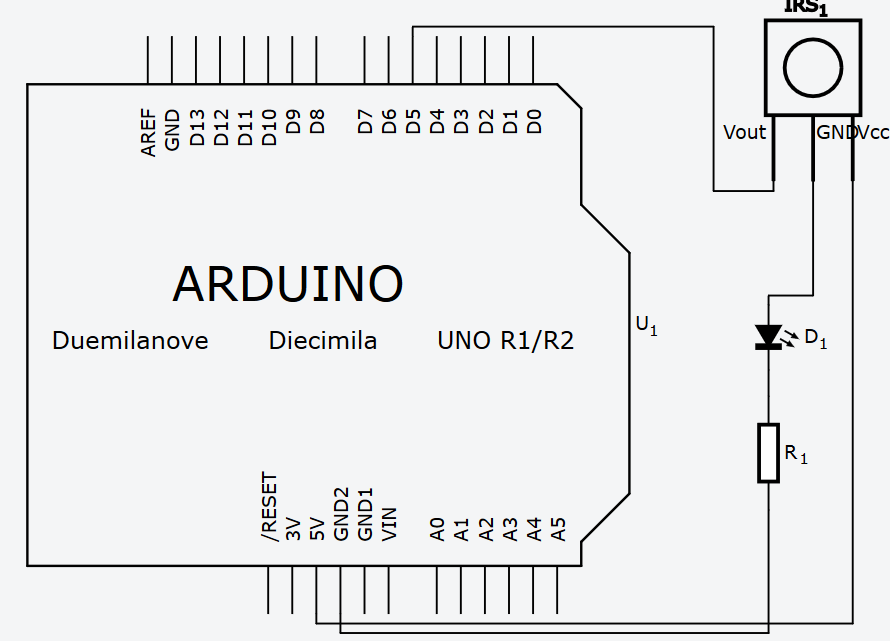 IRS1
AREF
GND
D13
D12
D11
D10
D9
D8
D7
D6
D5
D4
D3
D2
D1
D0
Vout
GND
Vcc
ARDUINO
U1
Duemilanove Diecimila UNO R1/R2
D1
R1
/RESET
3V
5V
GND2
GND1
VIN
A0
A1
A2
A3
A4
A5